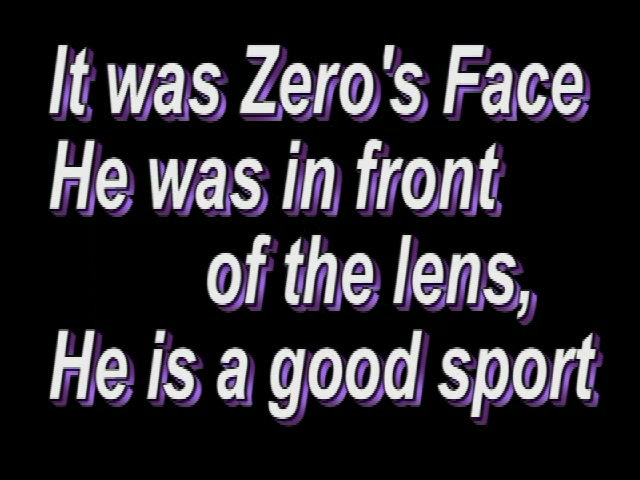 It was Zero's Face
He was in front
of the lens,
He is a good sport